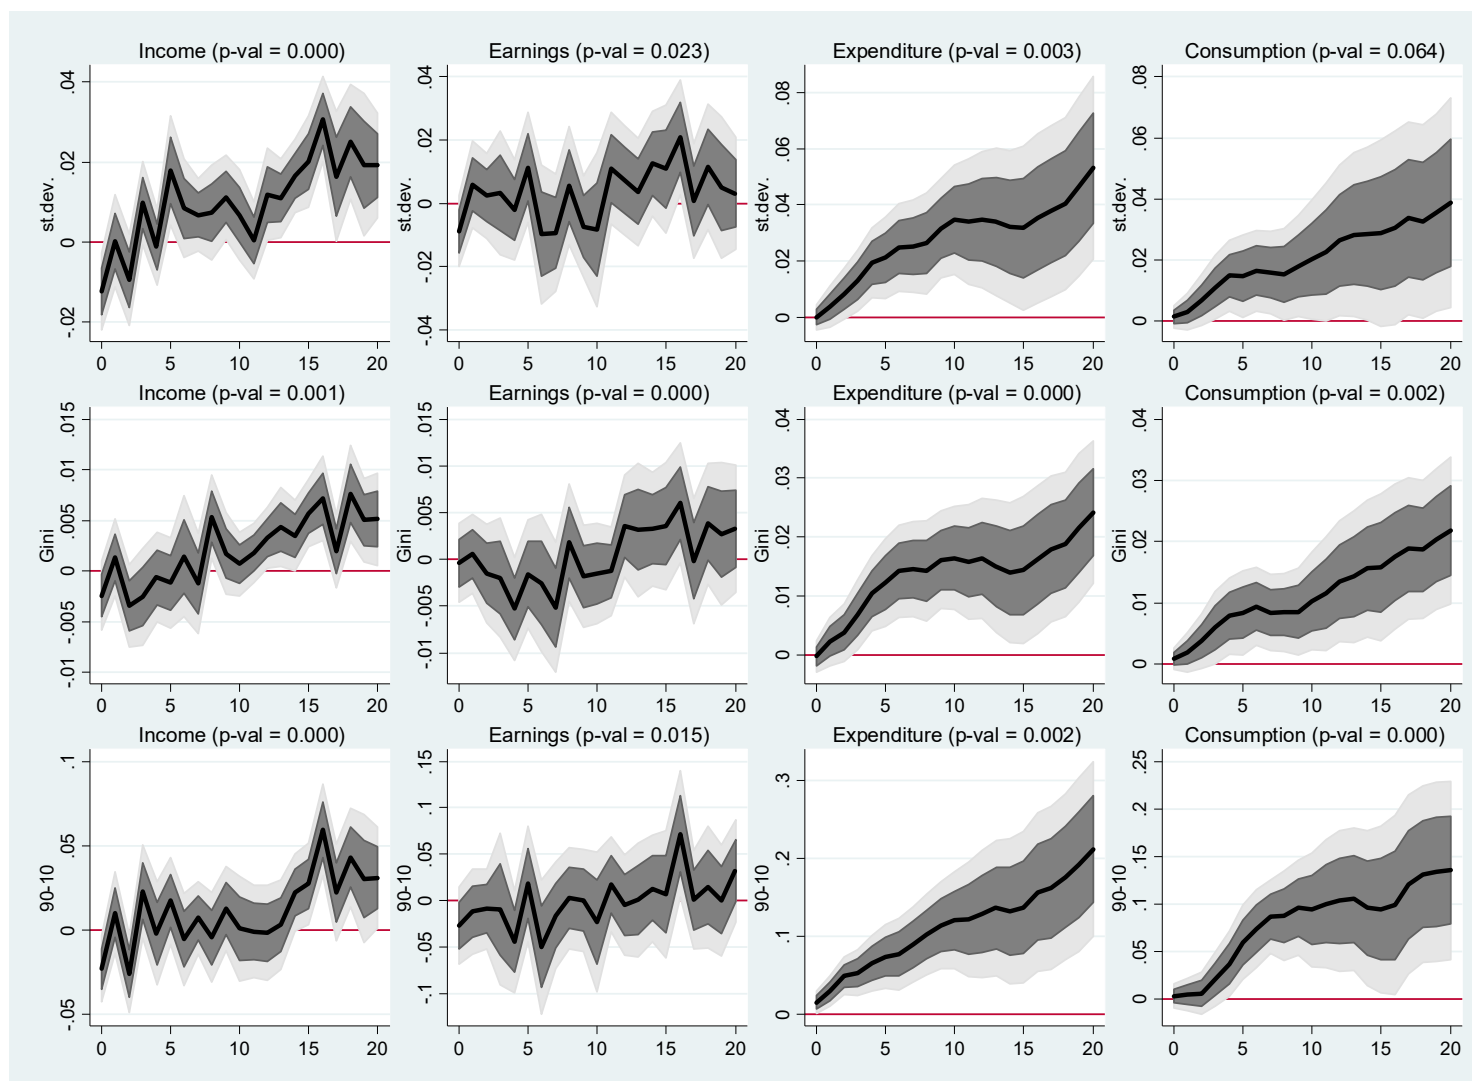 Income (p-val = 0.000) Earnings (p-val = 0.023) Expenditure (p-val = 0.003) Consumption (p-val = 0.064)
st.dev. .04 .02 0 -.02
.04 .02 0 -.02 -.04
st.dev. .08 .06 .04 .02 0
st.dev. .08 .06 .04 .02 0
0 5 10 15 20 0 5 10 15 20 0 5 10 15 20 0 5 10 15 20
Income (p-val = 0.001) Earnings (p-val = 0.000) Expenditure (p-val = 0.000) Consumption (p-val = 0.002)
Gini .015 .01 .005 0 -.005 -.01
Gini .015 .01 .005 0 -.005 -.01
Gini .04 .03 .02 .01 0
Gini .04 .03 .02 .01 0
0 5 10 15 20 0 5 10 15 20 0 5 10 15 20 0 5 10 15 20
Income (p-val = 0.000) Earnings (p-val = 0.015) Expenditure (p-val = 0.002) Consumption (p-val = 0.000)
90-10 .1 .05 0 -.05
90-10 .15 .1 .05 0 -.05 -.1
90-10 .3 .2 .1 0
90-10 .25 .2 .15 .1 .05 0
0 5 10 15 20 0 5 10 15 20 0 5 10 15 20 0 5 10 15 20